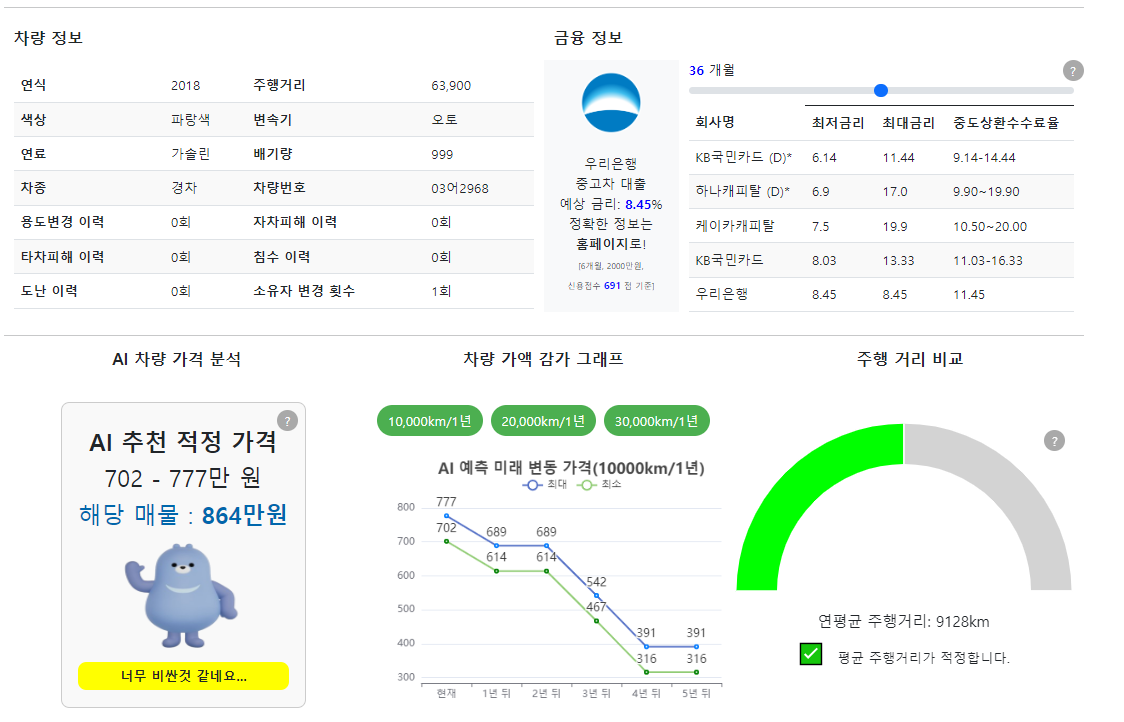 차량 정보
연식 2018 주행거리 63,900
색상 파랑색 변속기 오토
연료 가솔린 배기량 999
차종 경차 차량번호 03어2968
용도변경 이력 0회 자차피해 이력 0회
타차피해 이력 0회 침수 이력 0회
도난 이력 0회 소유자 변경 횟수 1회
금융 정보
우리은행
중고차 대출
예상 금리: 8.45%
정확한 정보는
홈페이지로!
[6개월, 2000만원,
신용점수 691 점 기준]
36 개월 ?
회사명 최저금리 최대금리 중도상환수수료율
KB국민카드 (D)* 6.14 11.44 9.14-14.44
하나캐피탈 (D)* 6.9 17.0 9.90~19.90
케이카캐피탈 7.5 19.9 10.50~20.00
KB국민카드 8.03 13.33 11.03-16.33
우리은행 8.45 8.45 11.45
AI 차량 가격 분석
?
AI 추천 적정 가격
702 - 777만 원
해당 매물 : 864만원
너무 비싼것 같네요...
차량 가액 감가 그래프
10,000km/1년 20,000km/1년 30,000km/1년
AI 예측 미래 변동 가격(10000km/1년)
최대 최소
800
700
600
500
400
300
777 689 689 542 391 391
702 614 614 467 316 316
현재 1년 뒤 2년 뒤 3년 뒤 4년 뒤 5년 뒤
주행 거리 비교
?
연평균 주행거리: 9128km
평균 주행거리가 적정합니다.